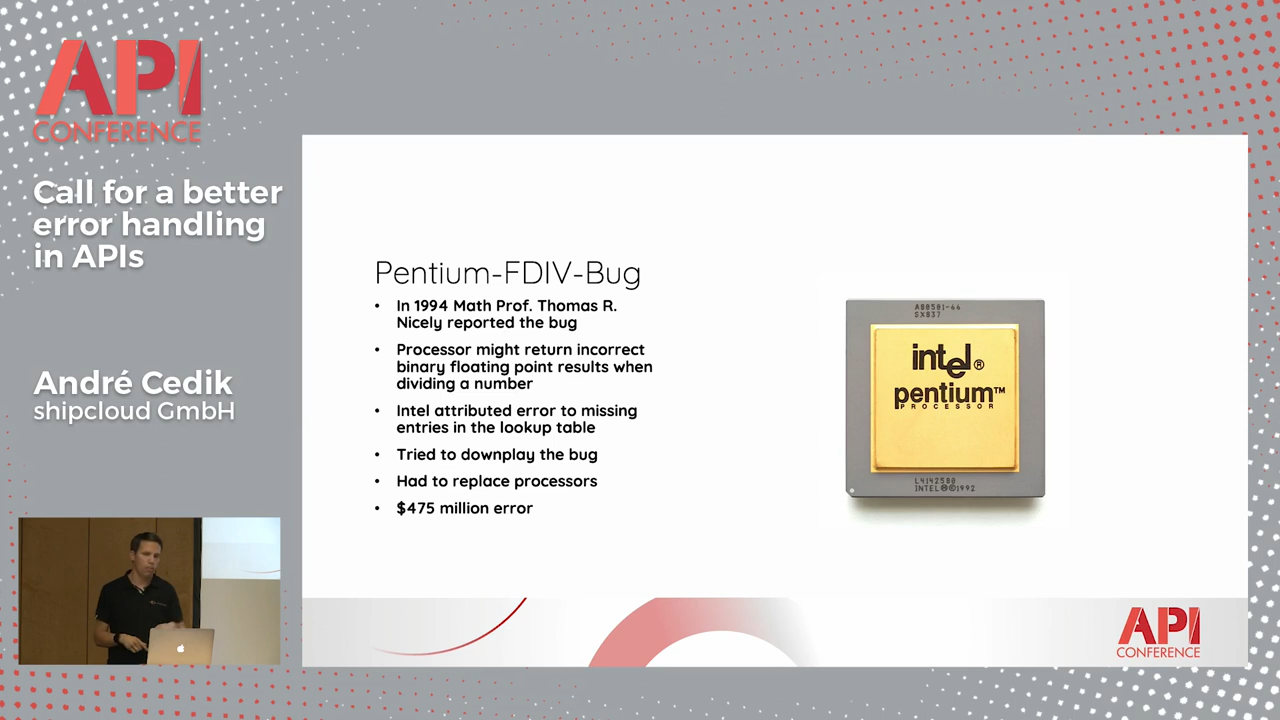 API
CONFERENCE
Call for a better
error handling
in APIs
André Cedik
shipcloud GmbH
Pentium-FDIV-Bug
• In 1994 Math Prof. Thomas R.
Nicely reported the bug
• Processor might return incorrect
binary floating point results when
dividing a number
• Intel attributed error to missing
entries in the lookup table
• Tried to downplay the bug
• Had to replace processors
• $475 million error
A80501-66
SX837
intel®
pentium™
PROCESSOR
L4142580
INTEL Ⓜ©1992
API
CONFERENCE